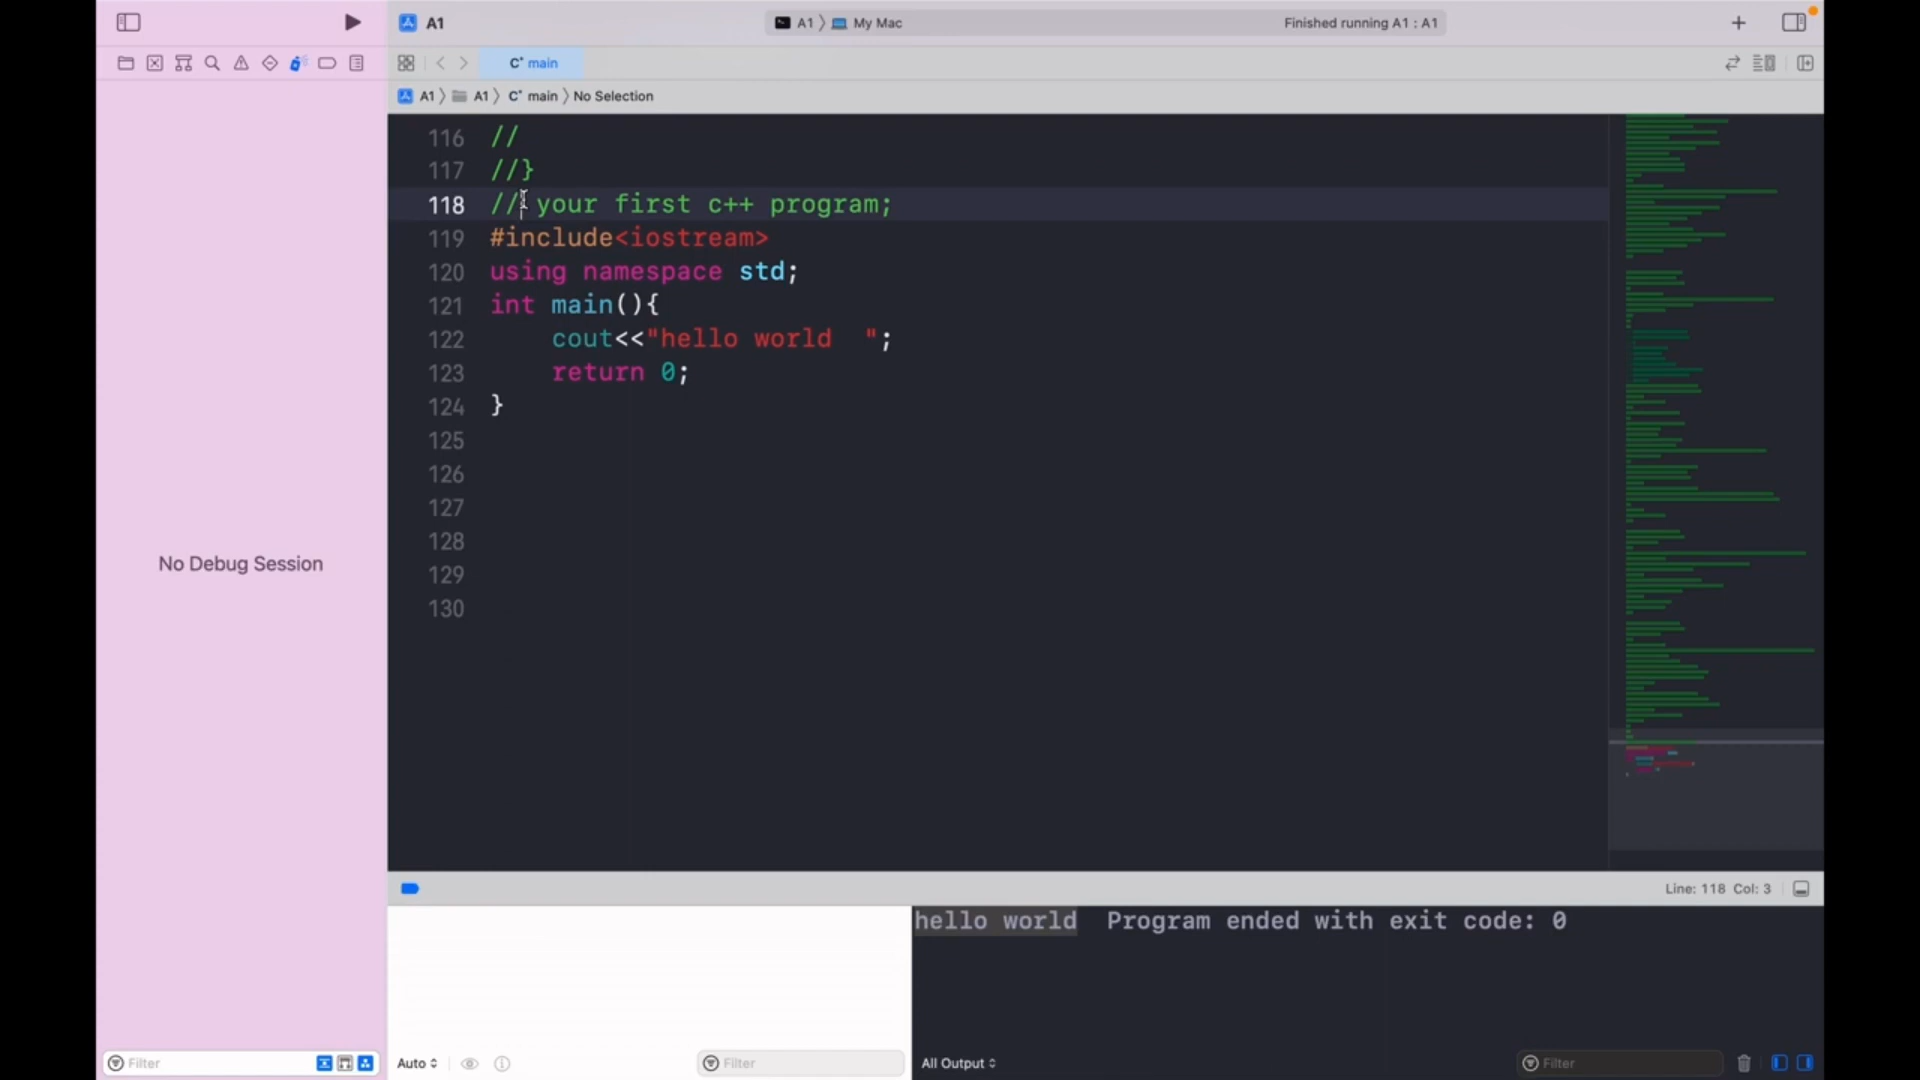 A1
A1 〉 My Mac
Finished running A1 : A1
C+ main
A1 〉 A1 〉 C+ main 〉 No Selection
116 //
117 //}
118 // your first c++ program;
119 #include<iostream>
120 using namespace std;
121 int main(){
122 cout<<"hello world  ";
123 return 0;
124 }
125
126
127
128
129
130
No Debug Session
Line: 118 Col: 3
hello world  Program ended with exit code: 0
Filter
Auto
Filter
All Output
Filter